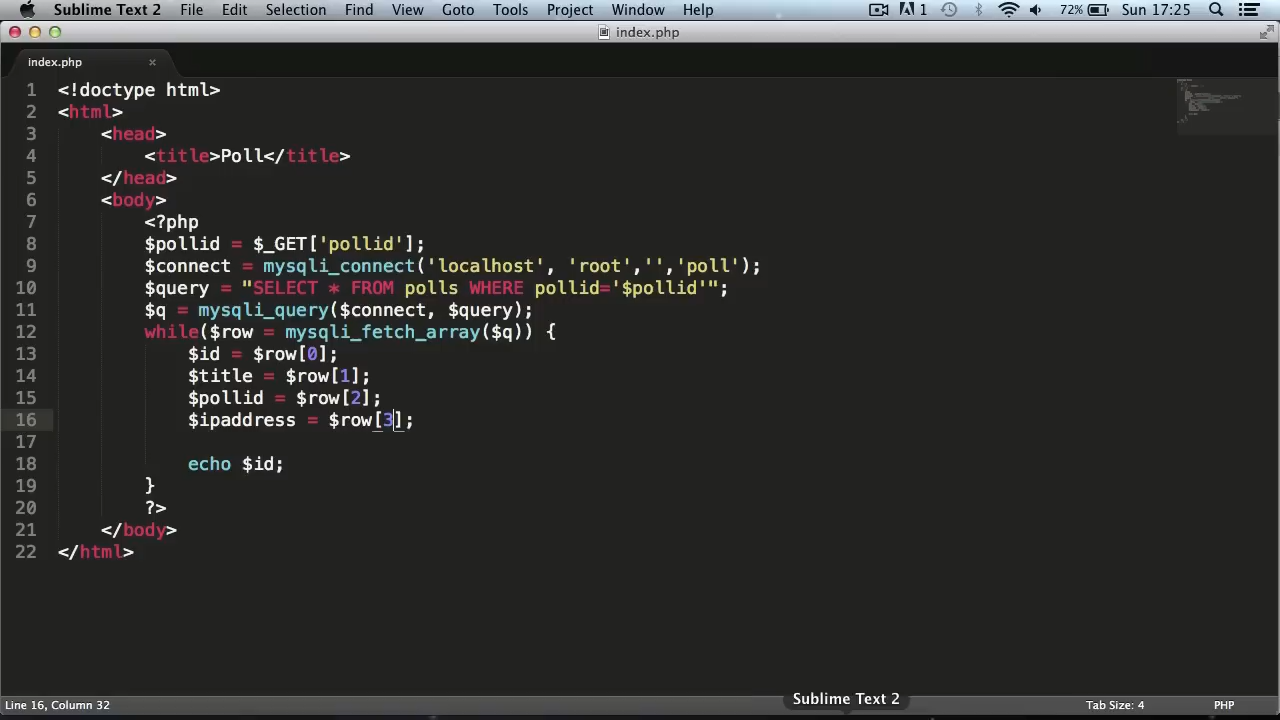 Sublime Text 2 File Edit Selection Find View Goto Tools Project Window Help 1 72% Sun 17:25
index.php
index.php ×
1 <!doctype html>
2 <html>
3 <head>
4 <title>Poll</title>
5 </head>
6 <body>
7 <?php
8 $pollid = $_GET['pollid'];
9 $connect = mysqli_connect('localhost', 'root','','poll');
10 $query = "SELECT * FROM polls WHERE pollid='$pollid'";
11 $q = mysqli_query($connect, $query);
12 while($row = mysqli_fetch_array($q)) {
13 $id = $row[0];
14 $title = $row[1];
15 $pollid = $row[2];
16 $ipaddress = $row[3];
17
18 echo $id;
19 }
20 ?>
21 </body>
22 </html>
Sublime Text 2
Line 16, Column 32 Tab Size: 4 PHP